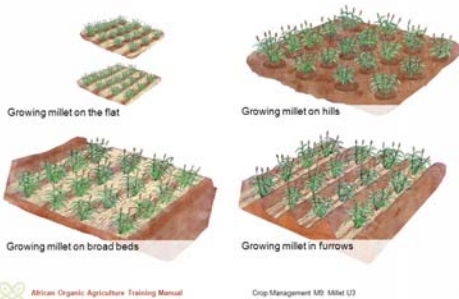 Growing millet on the flat
Growing millet on hills
Growing millet on broad beds
Growing millet in furrows
African Organic Agriculture Training Manual
Crop Management M9: Millet U3